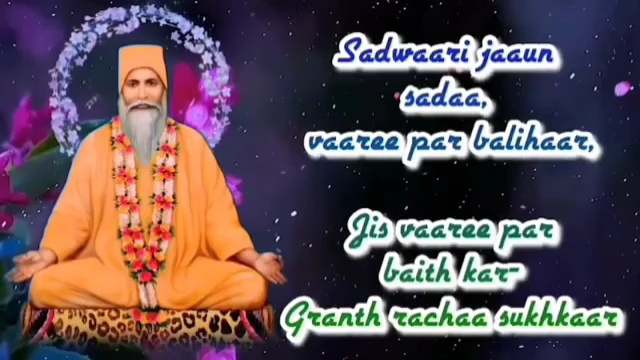 Sadwaari jaaun
sadaa,
vaaree par balihaar,
Jis vaaree par
baith kar-
Granth rachaa sukhkaar